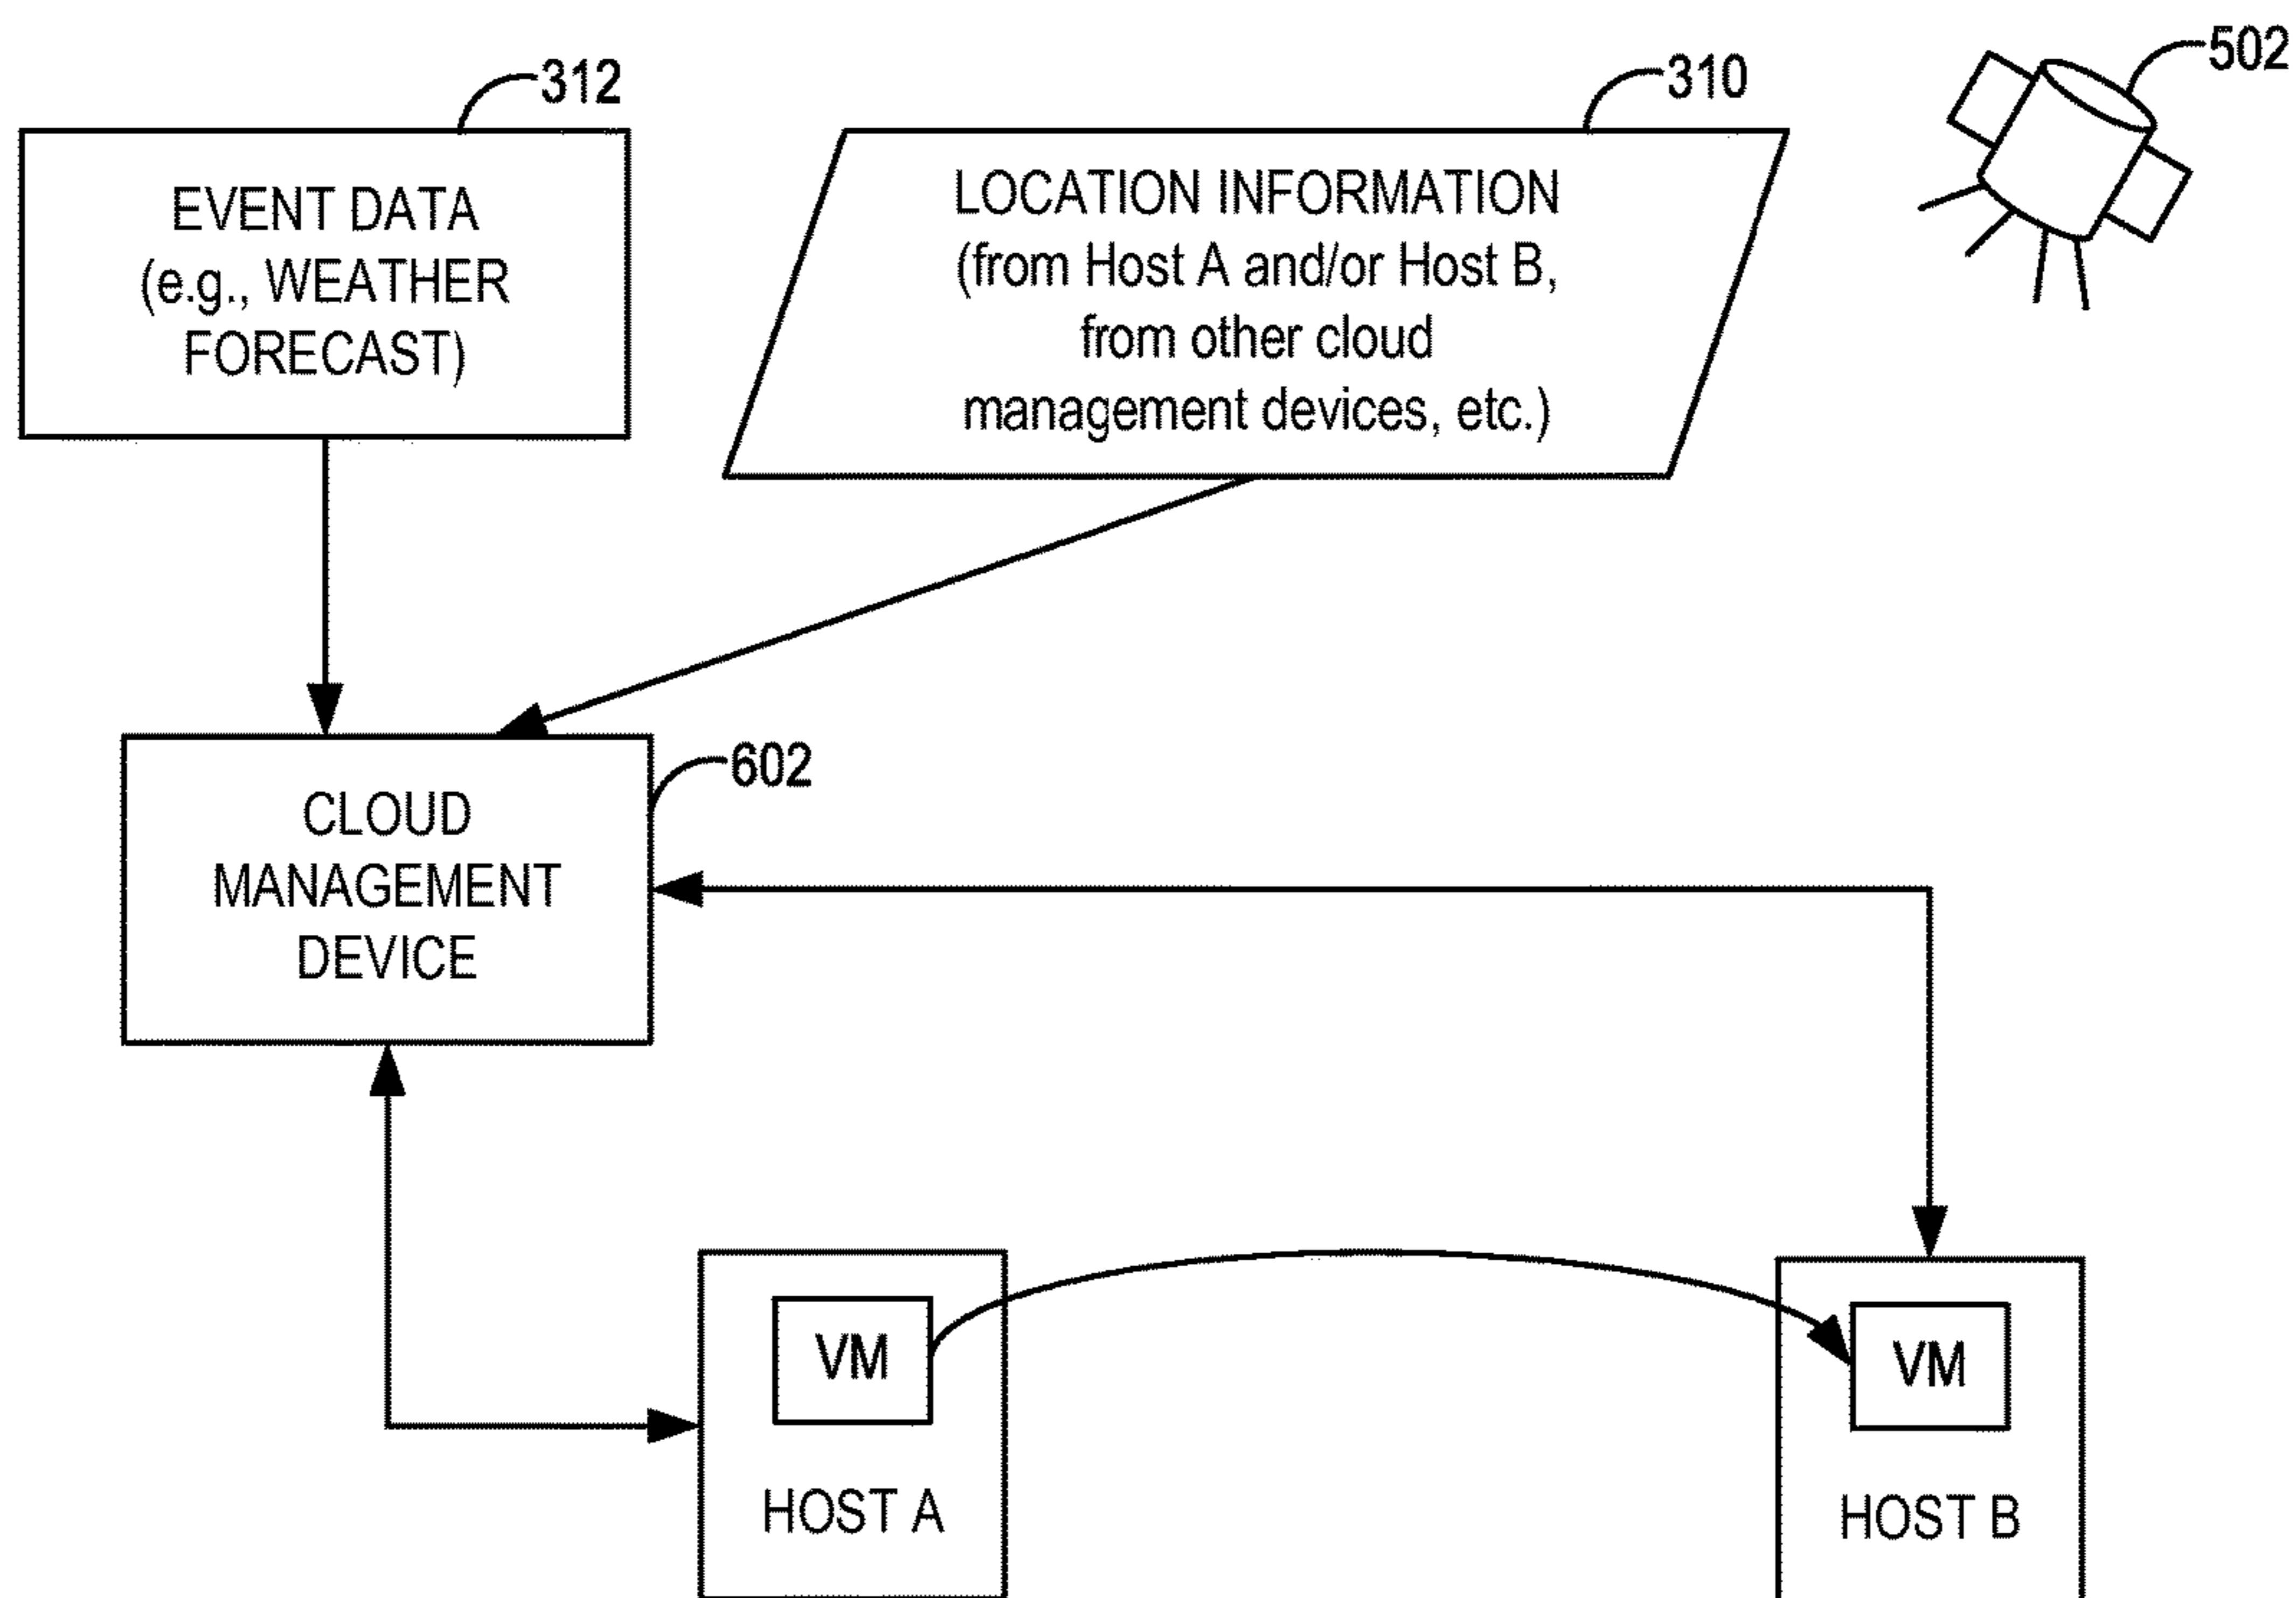 312
310
502
EVENT DATA
(e.g., WEATHER
FORECAST)
LOCATION INFORMATION
(from Host A and/or Host B,
from other cloud
management devices, etc.)
602
CLOUD
MANAGEMENT
DEVICE
VM
HOST A
VM
HOST B